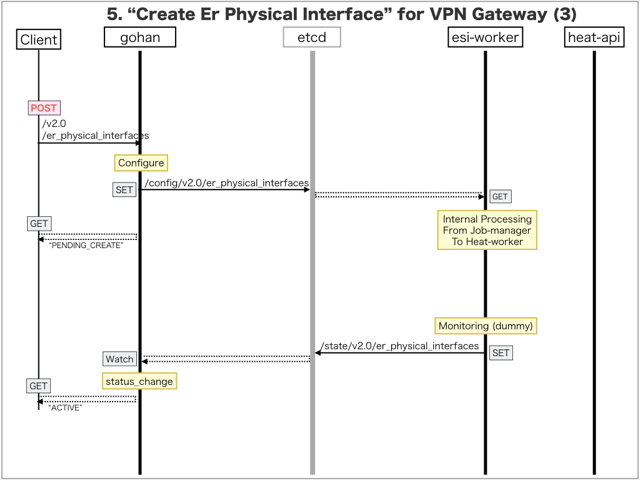 5. “Create Er Physical Interface” for VPN Gateway (3)
Client
gohan
etcd
esi-worker
heat-api
POST
/v2.0
/er_physical_interfaces
Configure
SET
/config/v2.0/er_physical_interfaces
GET
Internal Processing
From Job-manager
To Heat-worker
GET
“PENDING_CREATE”
Monitoring (dummy)
/state/v2.0/er_physical_interfaces
SET
Watch
status_change
GET
“ACTIVE”